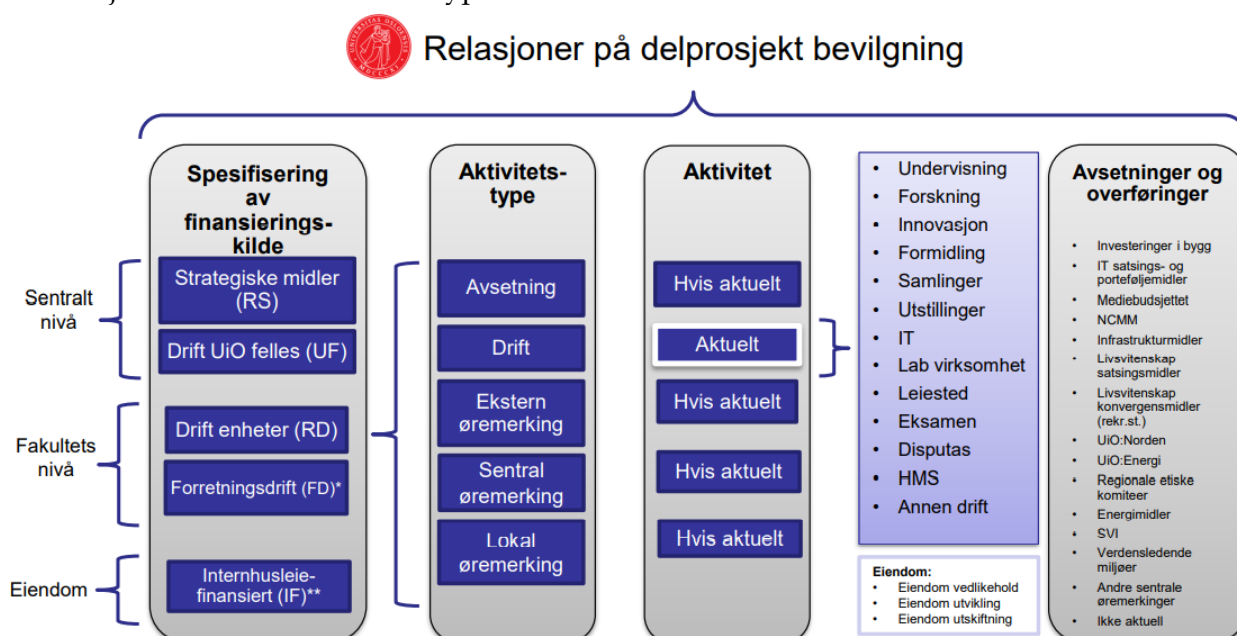 Relasjoner på delprosjekt bevilgning
Sentralt
nivå
Fakultets
nivå
Eiendom
Spesifisering
av
finansierings-
kilde
Strategiske midler
(RS)
Drift UiO felles (UF)
Drift enheter (RD)
Forretningsdrift (FD)*
Internhusleie-
finansiert (IF)**
Aktivitets-
type
Avsetning
Drift
Ekstern
øremerking
Sentral
øremerking
Lokal
øremerking
Aktivitet
Hvis aktuelt
Aktuelt
Hvis aktuelt
Hvis aktuelt
Hvis aktuelt
• Undervisning
• Forskning
• Innovasjon
• Formidling
• Samlinger
• Utstillinger
• IT
• Lab virksomhet
• Leiested
• Eksamen
• Disputas
• HMS
• Annen drift
Eiendom:
• Eiendom vedlikehold
• Eiendom utvikling
• Eiendom utskiftning
Avsetninger og
overføringer
• Investeringer i bygg
• IT satsings- og
porteføljemidler
• Mediebudsjettet
• NCMM
• Infrastrukturmidler
• Livsvitenskap
satsingsmidler
• Livsvitenskap
konvergensmidler
(rekr.st.)
• UiO:Norden
• UiO:Energi
• Regionale etiske
komiteer
• Energimidler
• SVI
• Verdensledende
miljøer
• Andre sentrale
øremerkinger
• Ikke aktuell